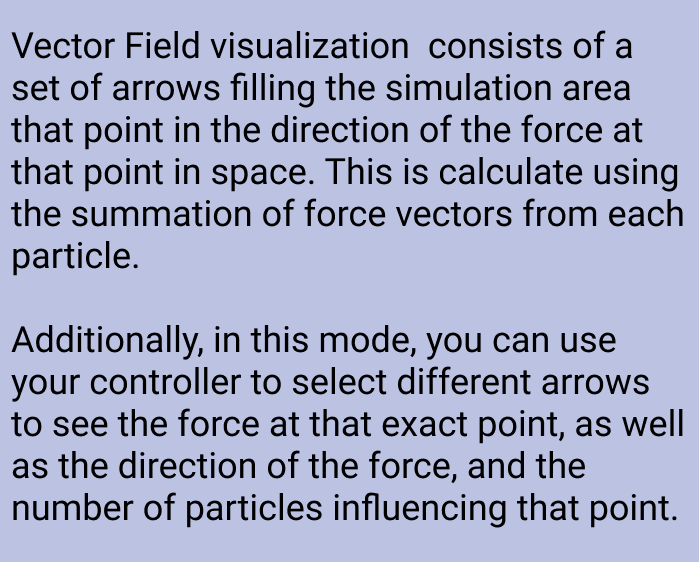 Vector Field visualization  consists of a
set of arrows filling the simulation area
that point in the direction of the force at
that point in space. This is calculate using
the summation of force vectors from each
particle.
Additionally, in this mode, you can use
your controller to select different arrows
to see the force at that exact point, as well
as the direction of the force, and the
number of particles influencing that point.